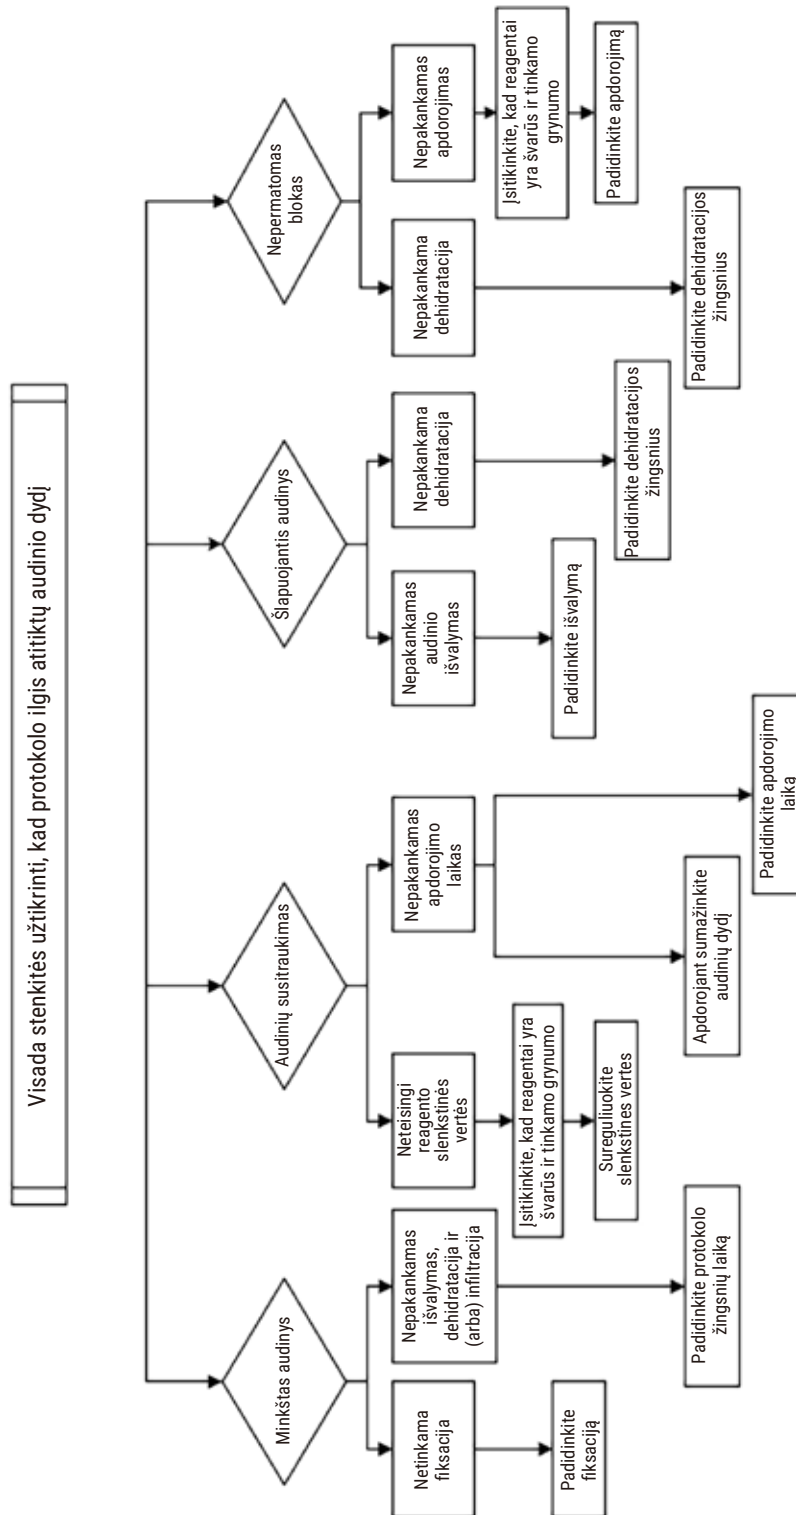 Visada stenkitės užtikrinti, kad protokolo ilgis atitiktų audinio dydį
Minkštas audinys
Audinių susitraukimas
Šlapuojantis audinys
Nepermatomas
blokas
Netinkama
fiksacija
Nepakankamas
išvalymas,
dehidratacija ir
(arba) infiltracija
Neteisingi
reagento
slenkstinės
vertės
Nepakankamas
apdorojimo
laikas
Nepakankamas
audinio
išvalymas
Nepakankama
dehidratacija
Nepakankama
dehidratacija
Nepakankamas
apdorojimas
Padidinkite
fiksaciją
Padidinkite protokolo
žingsnių laiką
Įsitikinkite, kad reagentai yra
švarūs ir tinkamo grynumo
Sureguliuokite
slenkstines vertes
Apdorojant sumažinkite
audinių dydį
Padidinkite apdorojimo
laiką
Padidinkite išvalymą
Padidinkite dehidratacijos
žingsnius
Padidinkite dehidratacijos
žingsnius
Įsitikinkite, kad reagentai
yra švarūs ir tinkamo
grynumo
Padidinkite apdorojimą